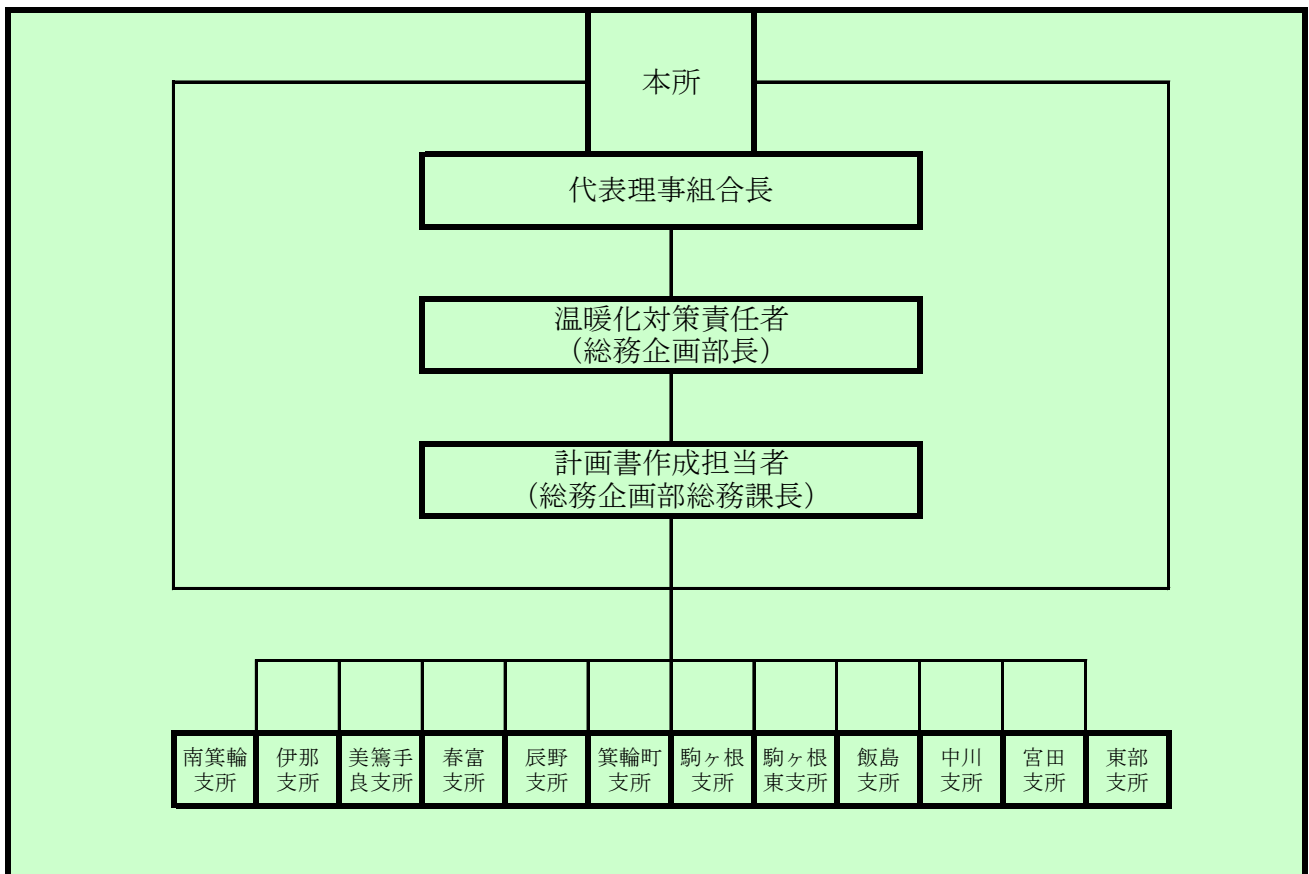 本所
代表理事組合長
温暖化対策責任者
（総務企画部長）
計画書作成担当者
（総務企画部総務課長）
南箕輪
支所
伊那
支所
美篶手
良支所
春富
支所
辰野
支所
箕輪町
支所
駒ヶ根
支所
駒ヶ根
東支所
飯島
支所
中川
支所
宮田
支所
東部
支所